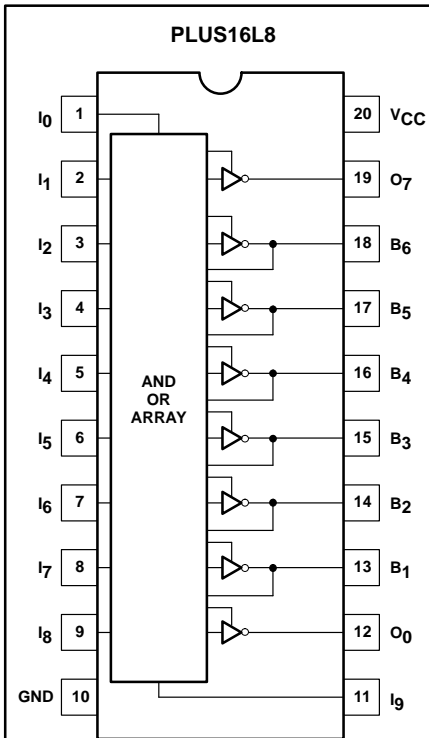 PLUS16L8
I0 1 20 VCC
I1 2 19 O7
I2 3 18 B6
I3 4 17 B5
I4 5 16 B4
AND
OR
ARRAY
I5 6 15 B3
I6 7 14 B2
I7 8 13 B1
I8 9 12 O0
GND 10 11 I9